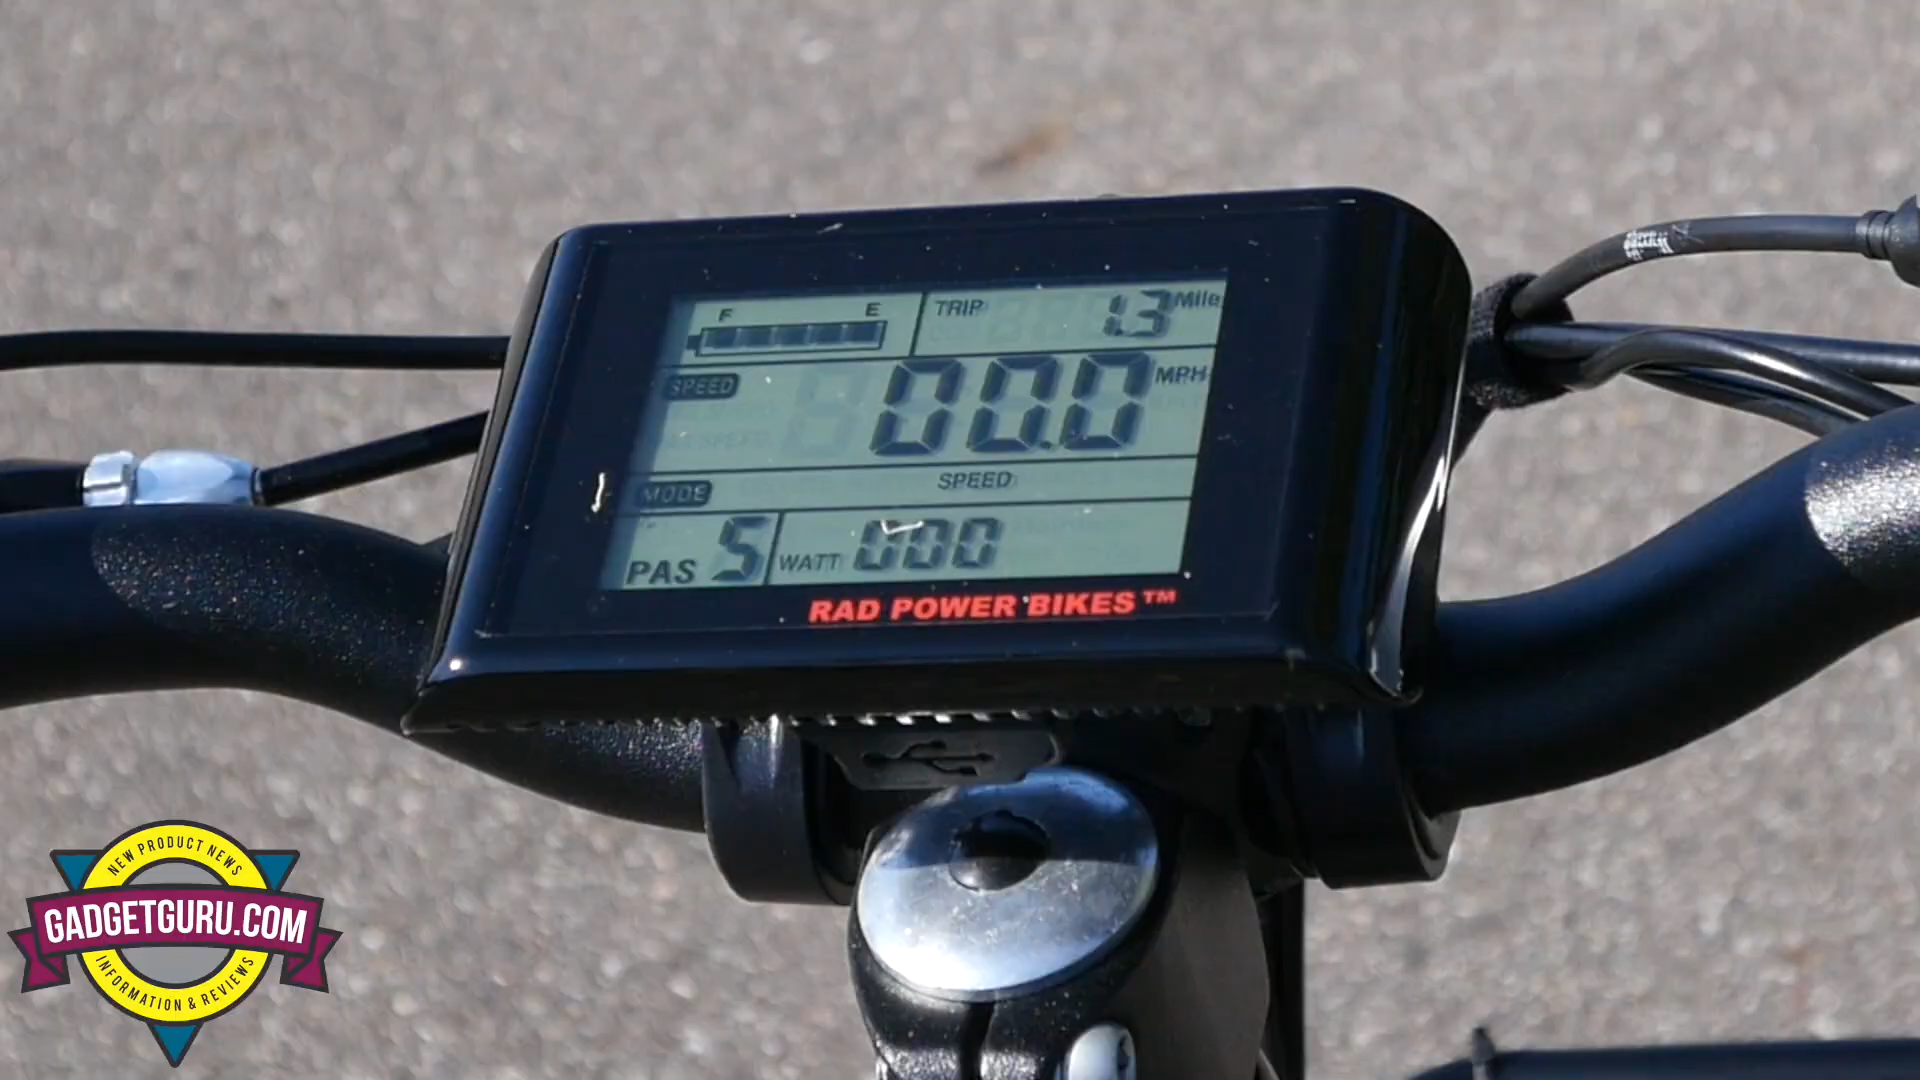 F E
TRIP 1.3 Mile
SPEED 00.0 MPH
MODE SPEED
PAS 5 WATT 000
RAD POWER BIKES™
NEW PRODUCT NEWS
GADGETGURU.COM
INFORMATION & REVIEWS